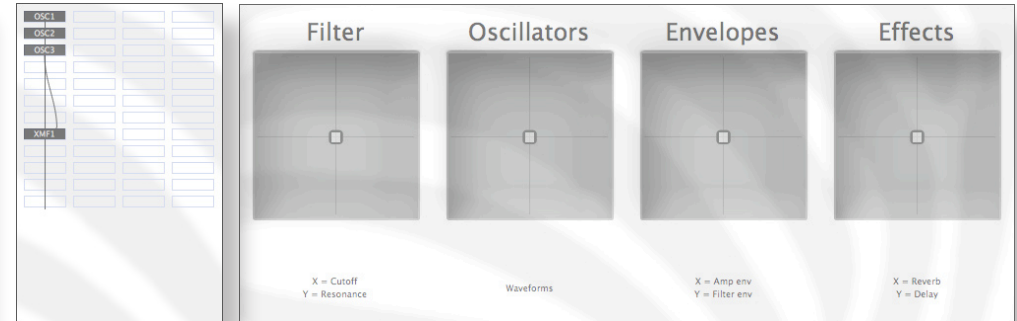 OSC1
OSC2
OSC3
XMF1
Filter
Oscillators
Envelopes
Effects
X = Cutoff
Y = Resonance
Waveforms
X = Amp env
Y = Filter env
X = Reverb
Y = Delay